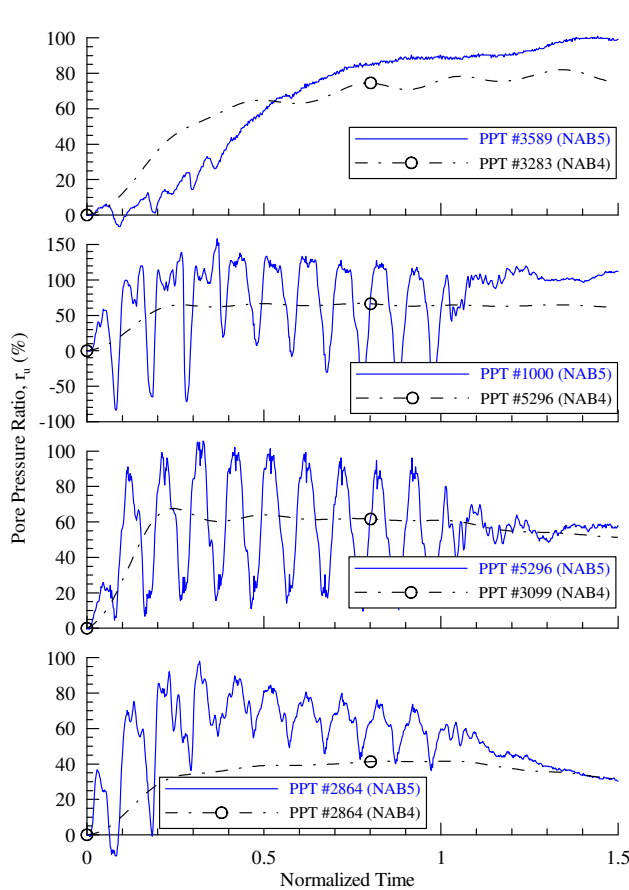 100
80
60
40
20
0
PPT #3589 (NAB5)
PPT #3283 (NAB4)
150
100
50
0
-50
-100
PPT #1000 (NAB5)
PPT #5296 (NAB4)
Pore Pressure Ratio, r_u (%)
100
80
60
40
20
0
PPT #5296 (NAB5)
PPT #3099 (NAB4)
100
80
60
40
20
0
PPT #2864 (NAB5)
PPT #2864 (NAB4)
0 0.5 1 1.5
Normalized Time